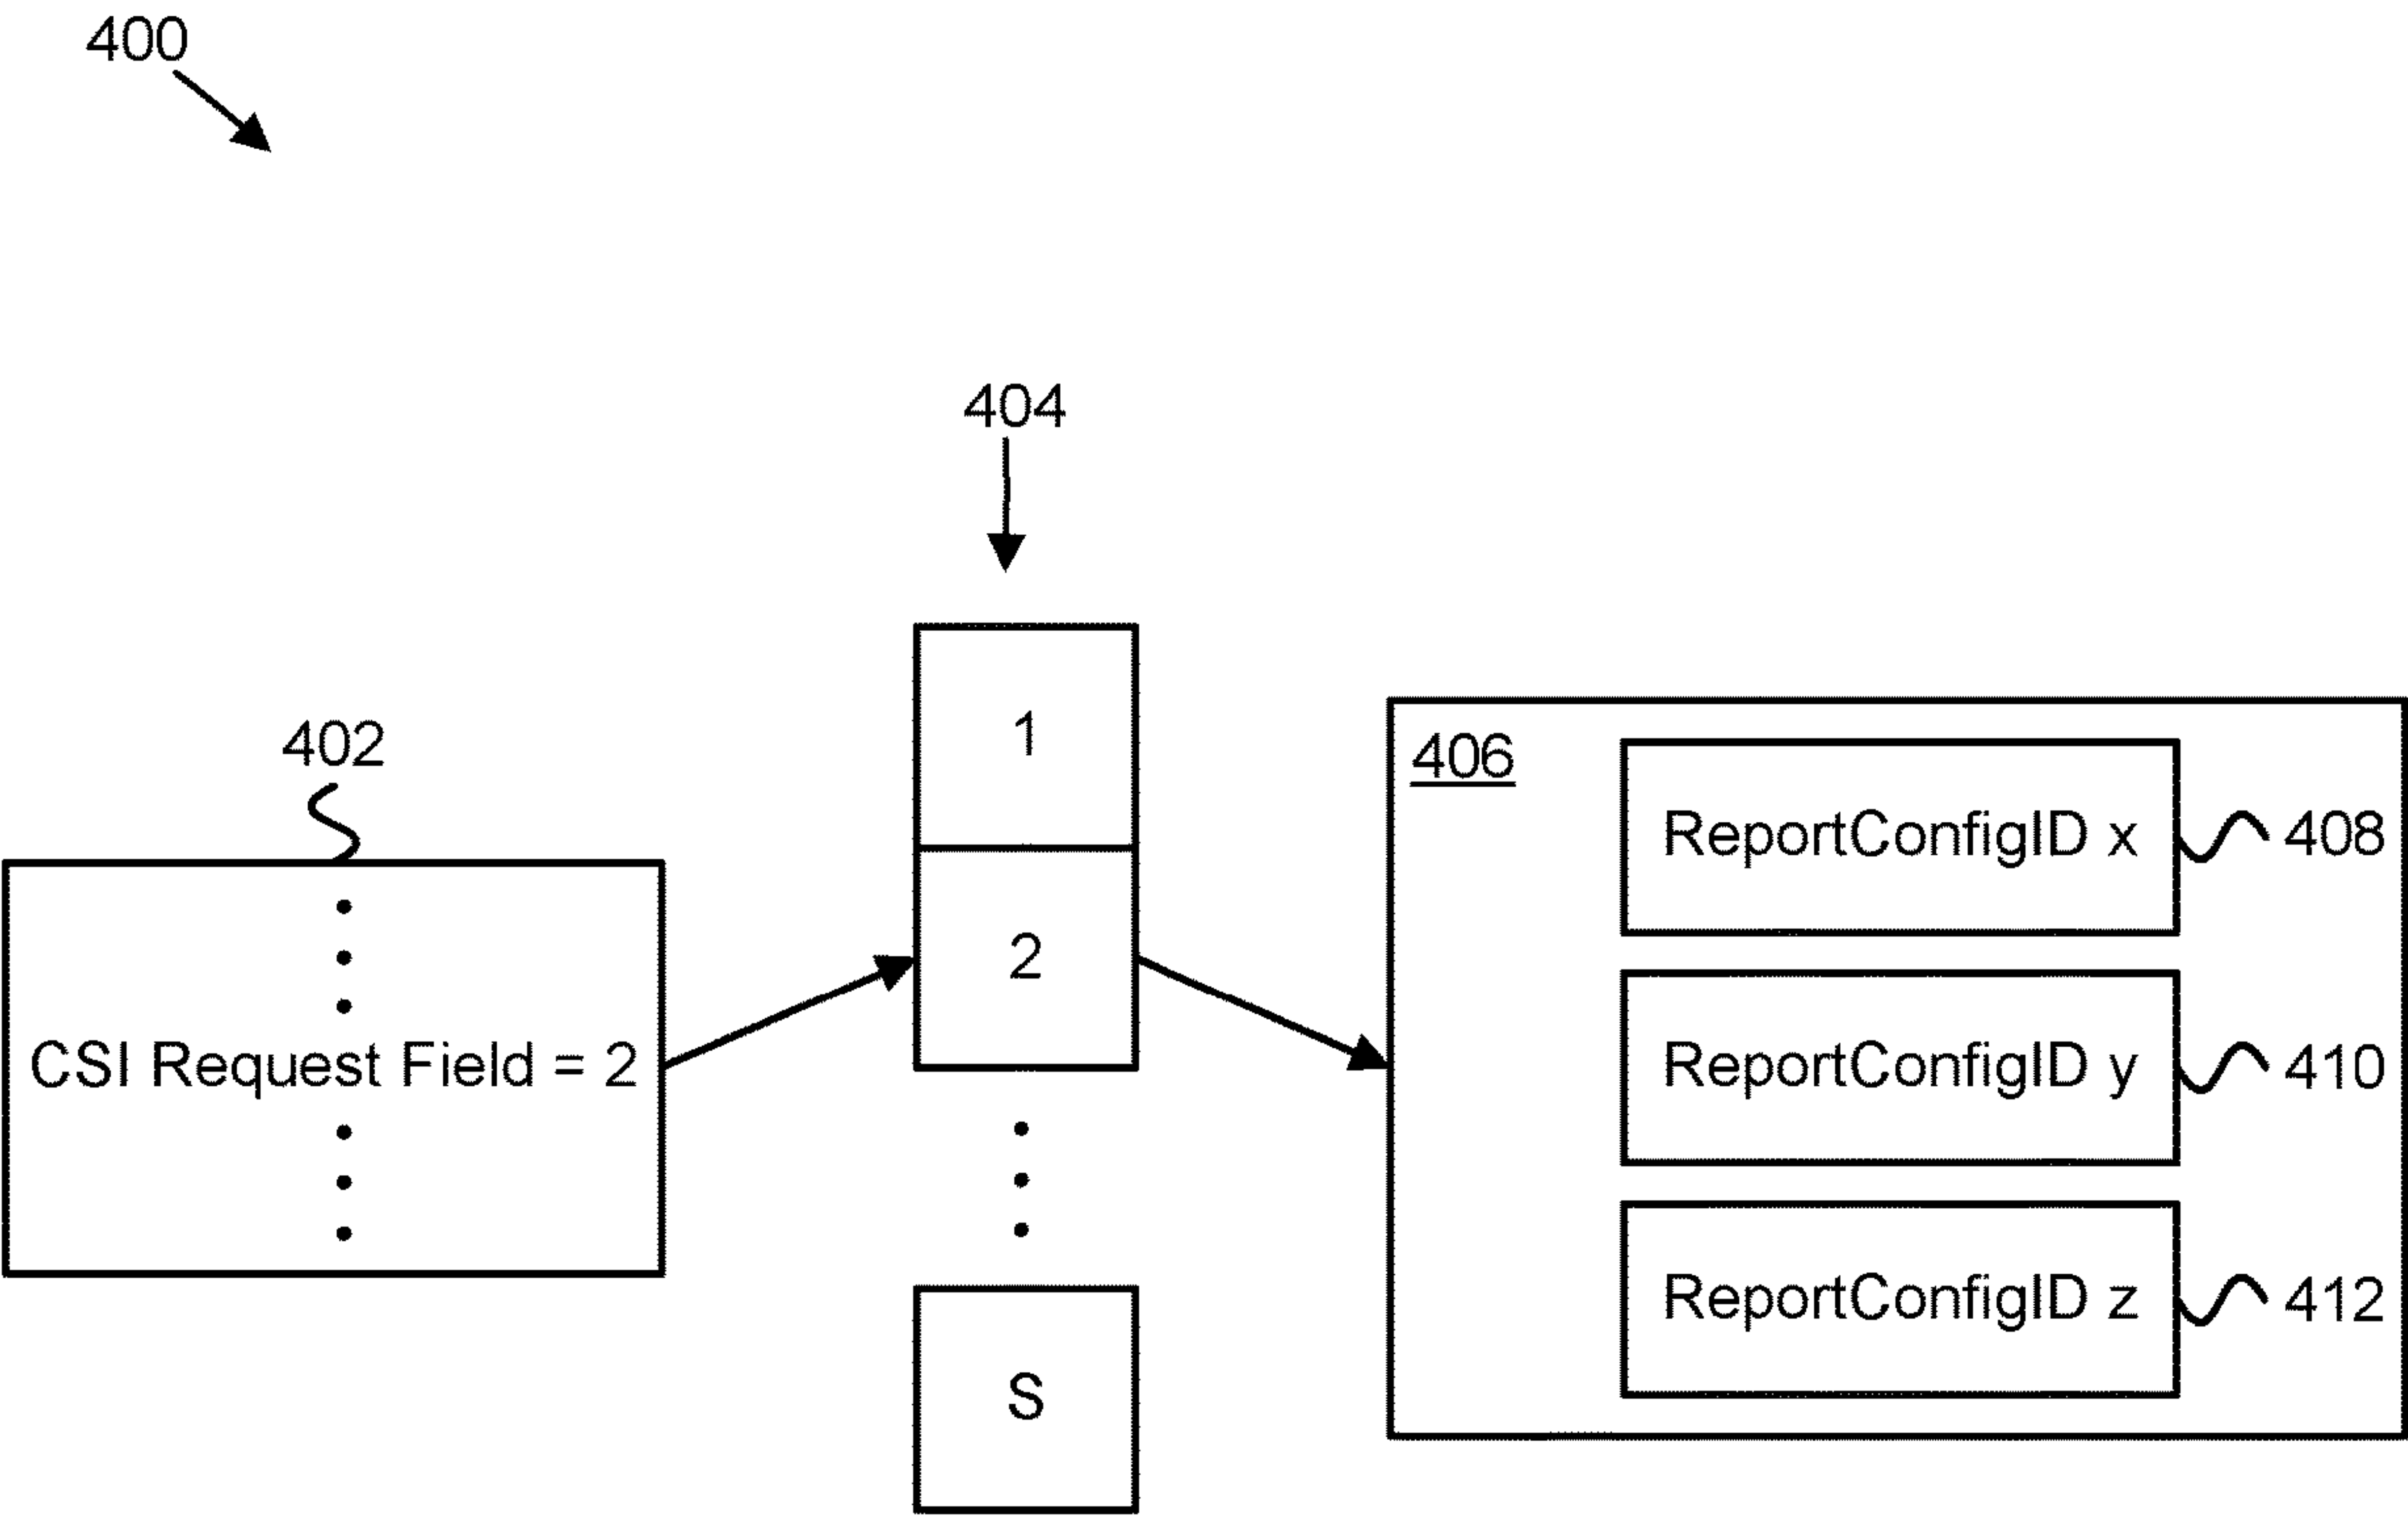 400
404
1
402
406
ReportConfigID x
408
2
CSI Request Field = 2
ReportConfigID y
410
ReportConfigID z
412
S